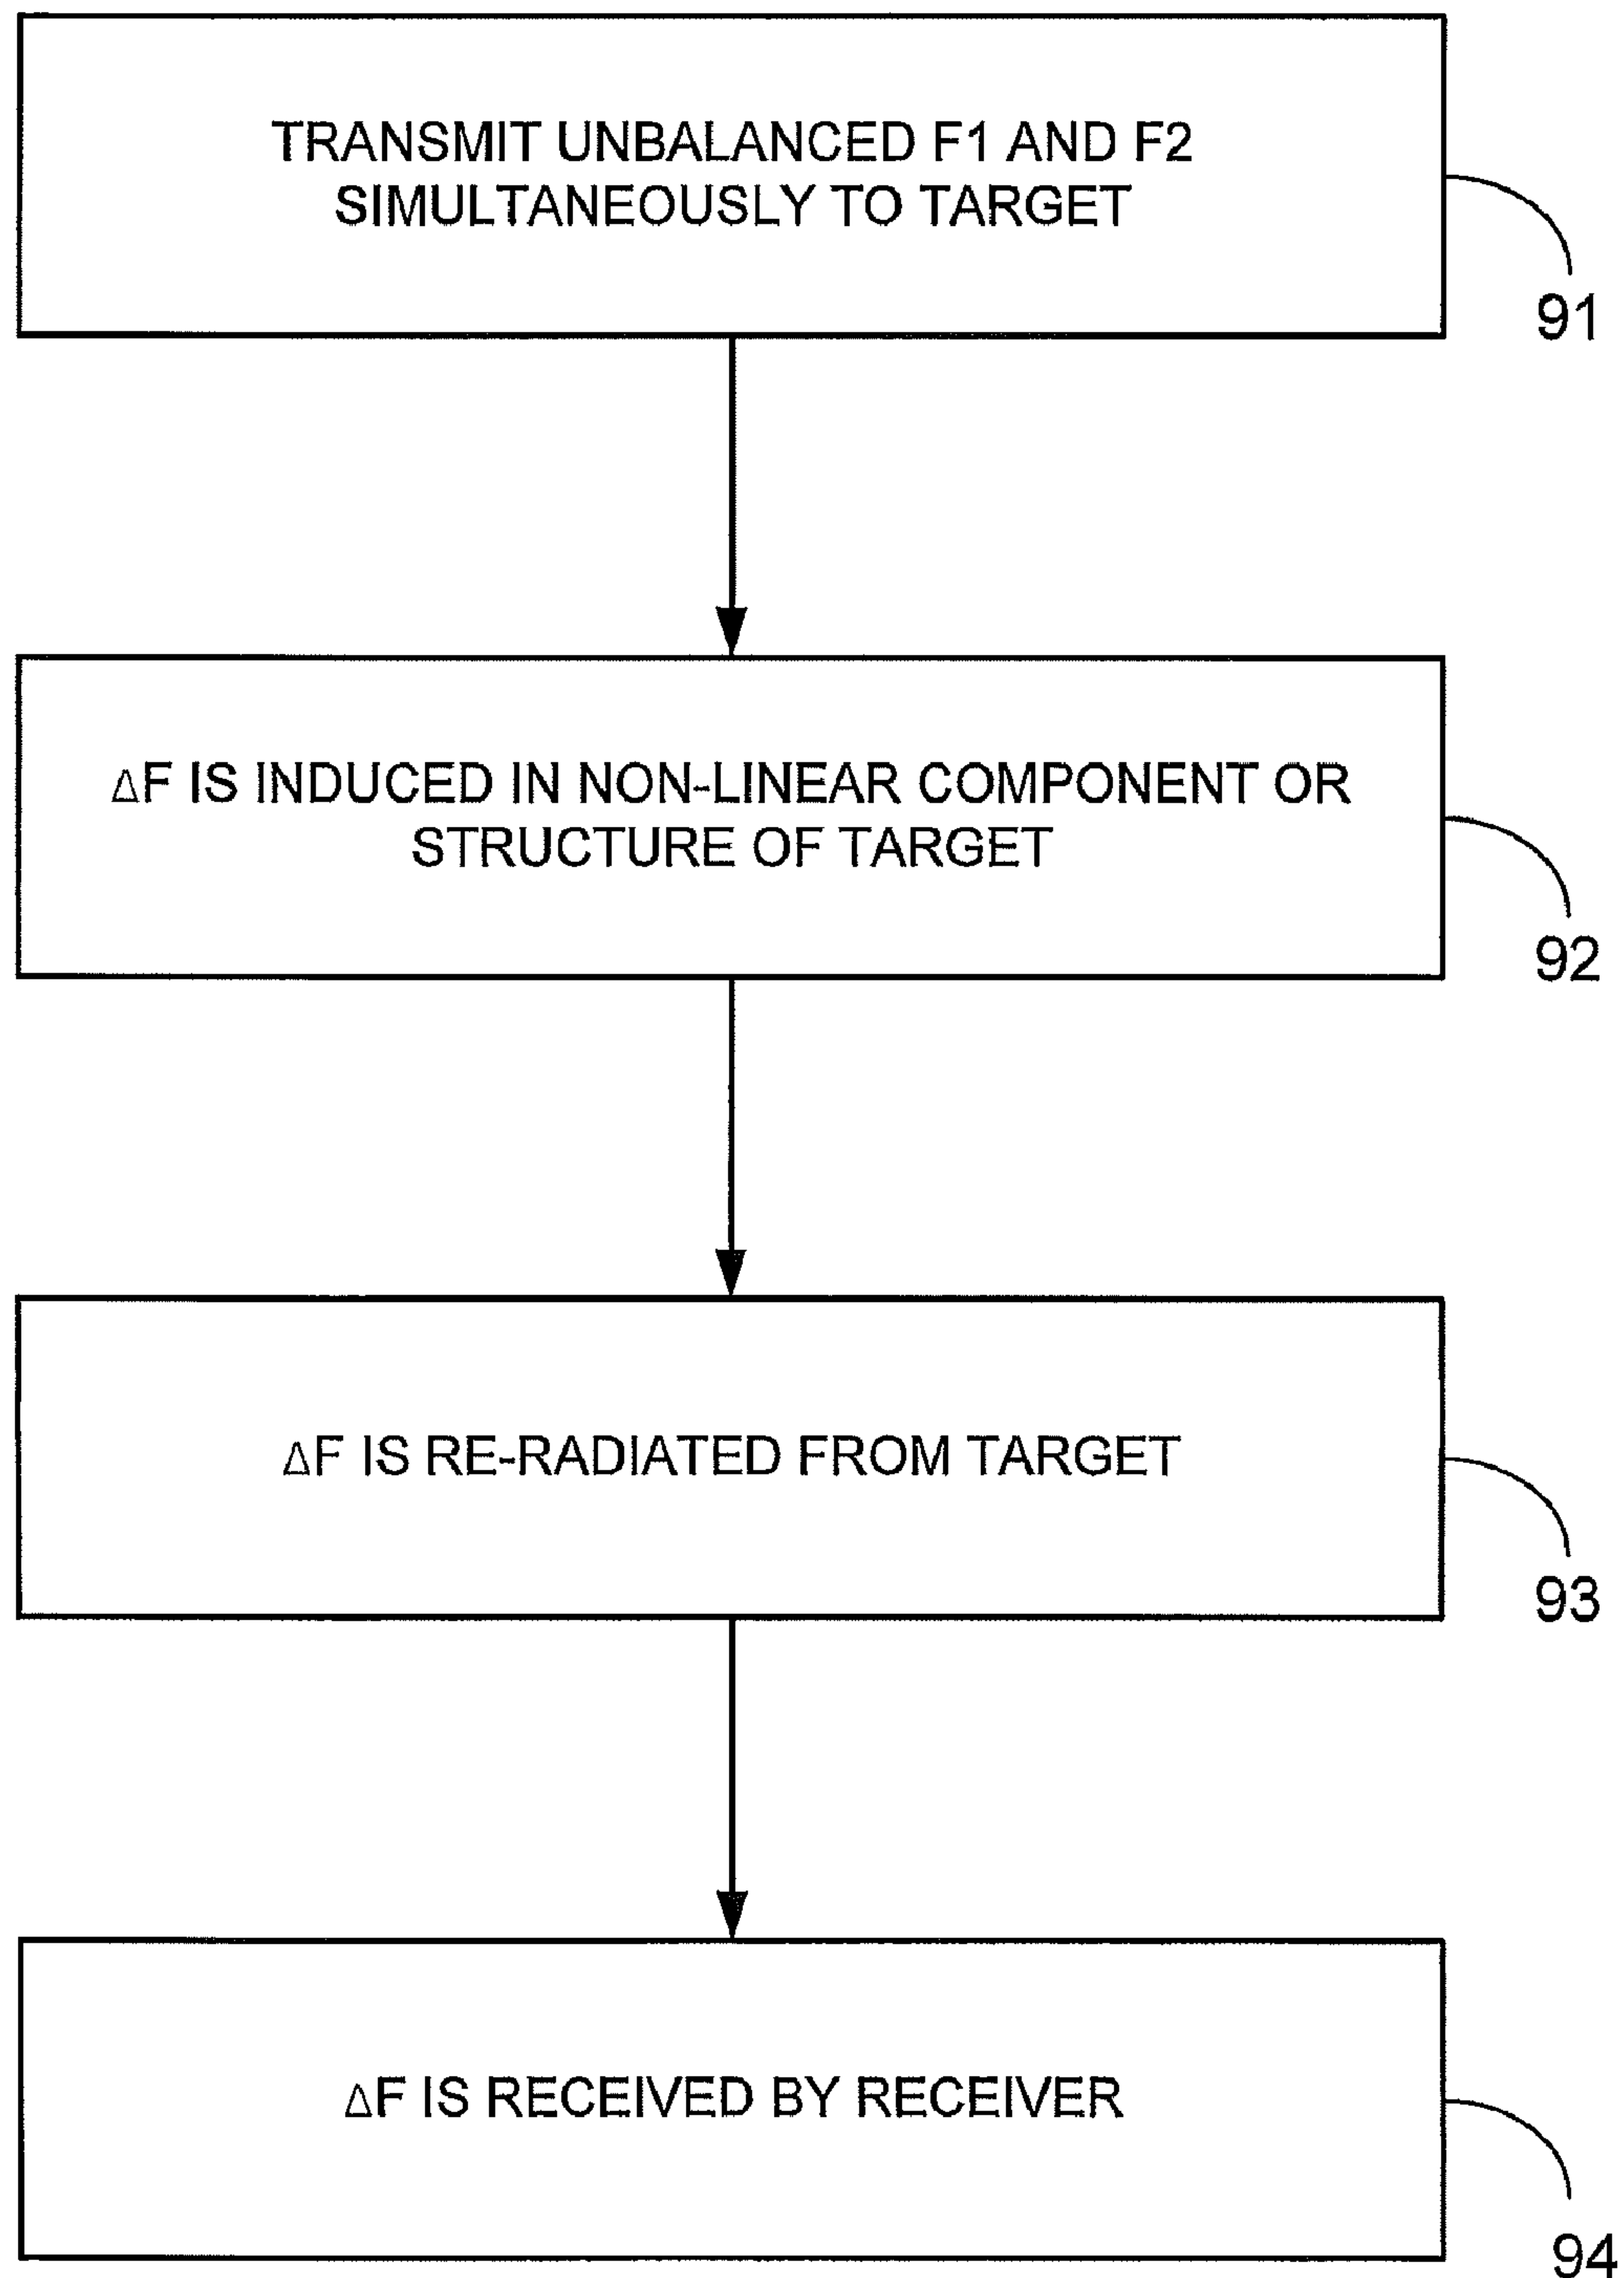 TRANSMIT UNBALANCED F1 AND F2
SIMULTANEOUSLY TO TARGET
91
ΔF IS INDUCED IN NON-LINEAR COMPONENT OR
STRUCTURE OF TARGET
92
ΔF IS RE-RADIATED FROM TARGET
93
ΔF IS RECEIVED BY RECEIVER
94